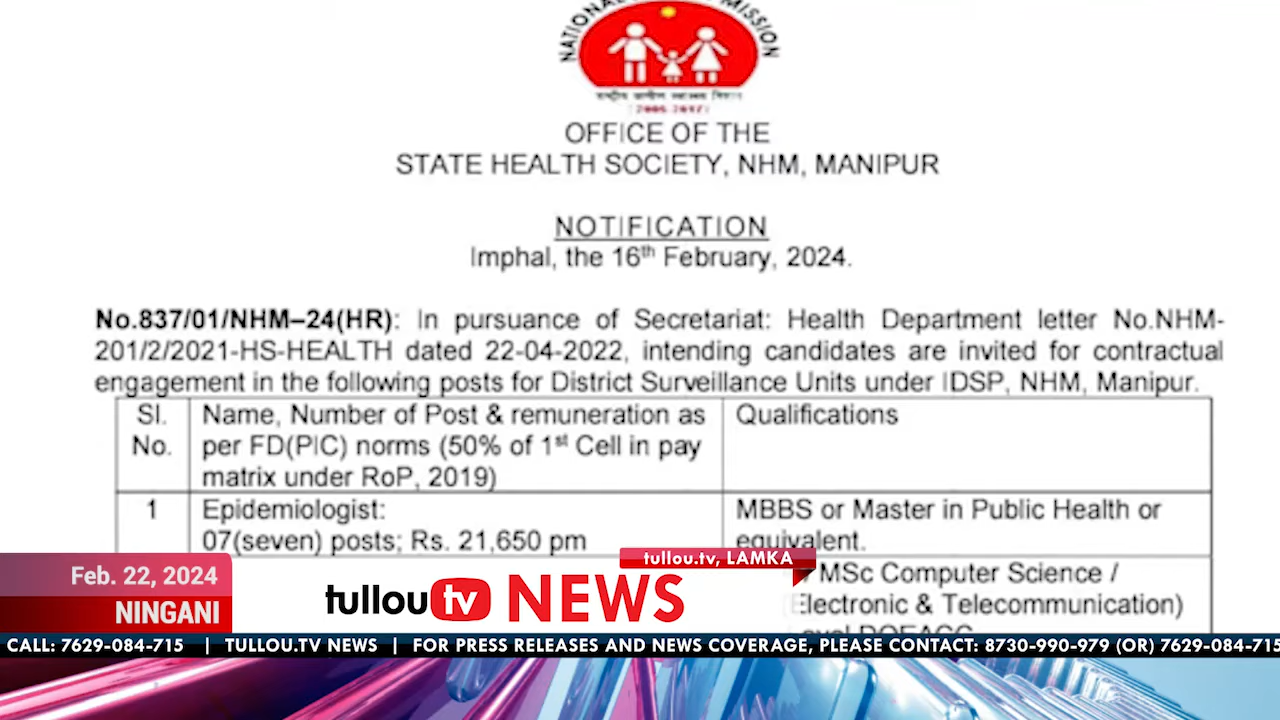 NATIONAL
MISSION
OFFICE OF THE
STATE HEALTH SOCIETY, NHM, MANIPUR
NOTIFICATION
Imphal, the 16th February, 2024.
No.837/01/NHM–24(HR): In pursuance of Secretariat: Health Department letter No.NHM-
201/2/2021-HS-HEALTH dated 22-04-2022, intending candidates are invited for contractual
engagement in the following posts for District Surveillance Units under IDSP, NHM, Manipur.
Sl. No.
Name, Number of Post & remuneration as
per FD(PIC) norms (50% of 1st Cell in pay
matrix under RoP, 2019)
Qualifications
1
Epidemiologist:
07(seven) posts; Rs. 21,650 pm
MBBS or Master in Public Health or
equivalent.
/ MSc Computer Science /
(Electronic & Telecommunication)
tullou.tv, LAMKA
Feb. 22, 2024
NINGANI
tullou tv NEWS
CALL: 7629-084-715 | TULLOU.TV NEWS | FOR PRESS RELEASES AND NEWS COVERAGE, PLEASE CONTACT: 8730-990-979 (OR) 7629-084-715